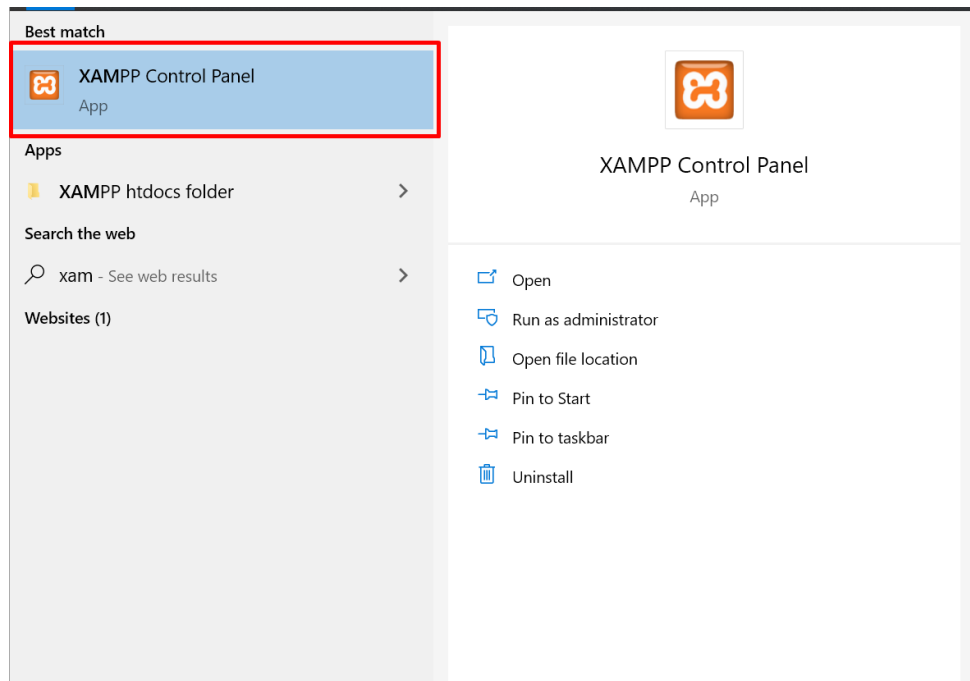 Best match
XAMPP Control Panel
App
Apps
XAMPP htdocs folder
Search the web
xam - See web results
Websites (1)
XAMPP Control Panel
App
Open
Run as administrator
Open file location
Pin to Start
Pin to taskbar
Uninstall